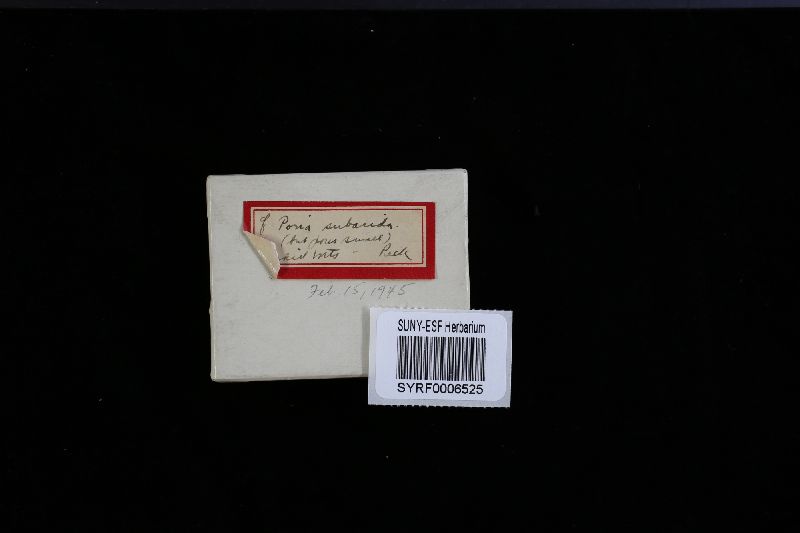 Poria subacida.
(but pores small)
Peck
Feb. 15, 1975
SUNY-ESF Herbarium
SYRF0006525